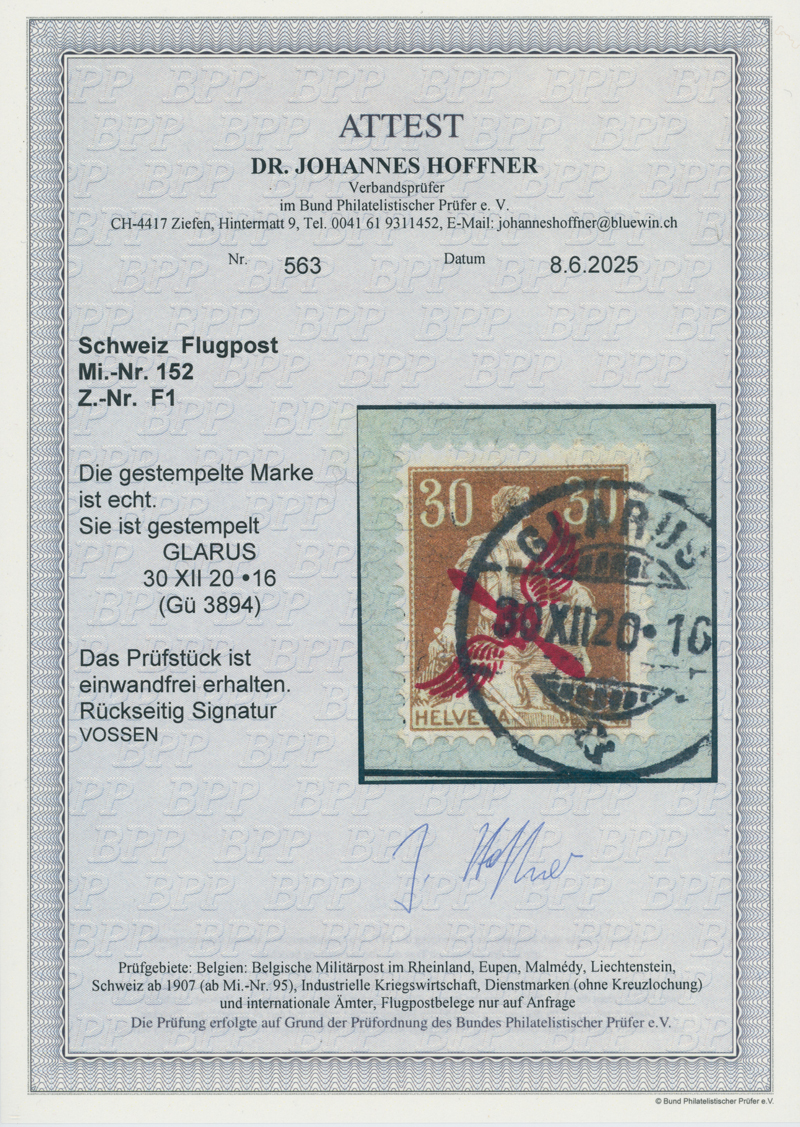 ATTEST
DR. JOHANNES HOFFNER
Verbandsprüfer
im Bund Philatelistischer Prüfer e. V.
CH-4417 Ziefen, Hintermatt 9, Tel. 0041 61 9311452, E-Mail: johanneshoffner@bluewin.ch
Nr. 563 Datum 8.6.2025
Schweiz Flugpost
Mi.-Nr. 152
Z.-Nr. F1
Die gestempelte Marke
ist echt.
Sie ist gestempelt
GLARUS
30 XII 20 •16
(Gü 3894)
Das Prüfstück ist
einwandfrei erhalten.
Rückseitig Signatur
VOSSEN
30 30
GLARUS
30 XII 20 • 16
HELVETIA
J. Hoffner
Prüfgebiete: Belgien: Belgische Militärpost im Rheinland, Eupen, Malmédy, Liechtenstein,
Schweiz ab 1907 (ab Mi.-Nr. 95), Industrielle Kriegswirtschaft, Dienstmarken (ohne Kreuzlochung)
und internationale Ämter, Flugpostbelege nur auf Anfrage
Die Prüfung erfolgte auf Grund der Prüfordnung des Bundes Philatelistischer Prüfer e.V.
© Bund Philatelistischer Prüfer e.V.